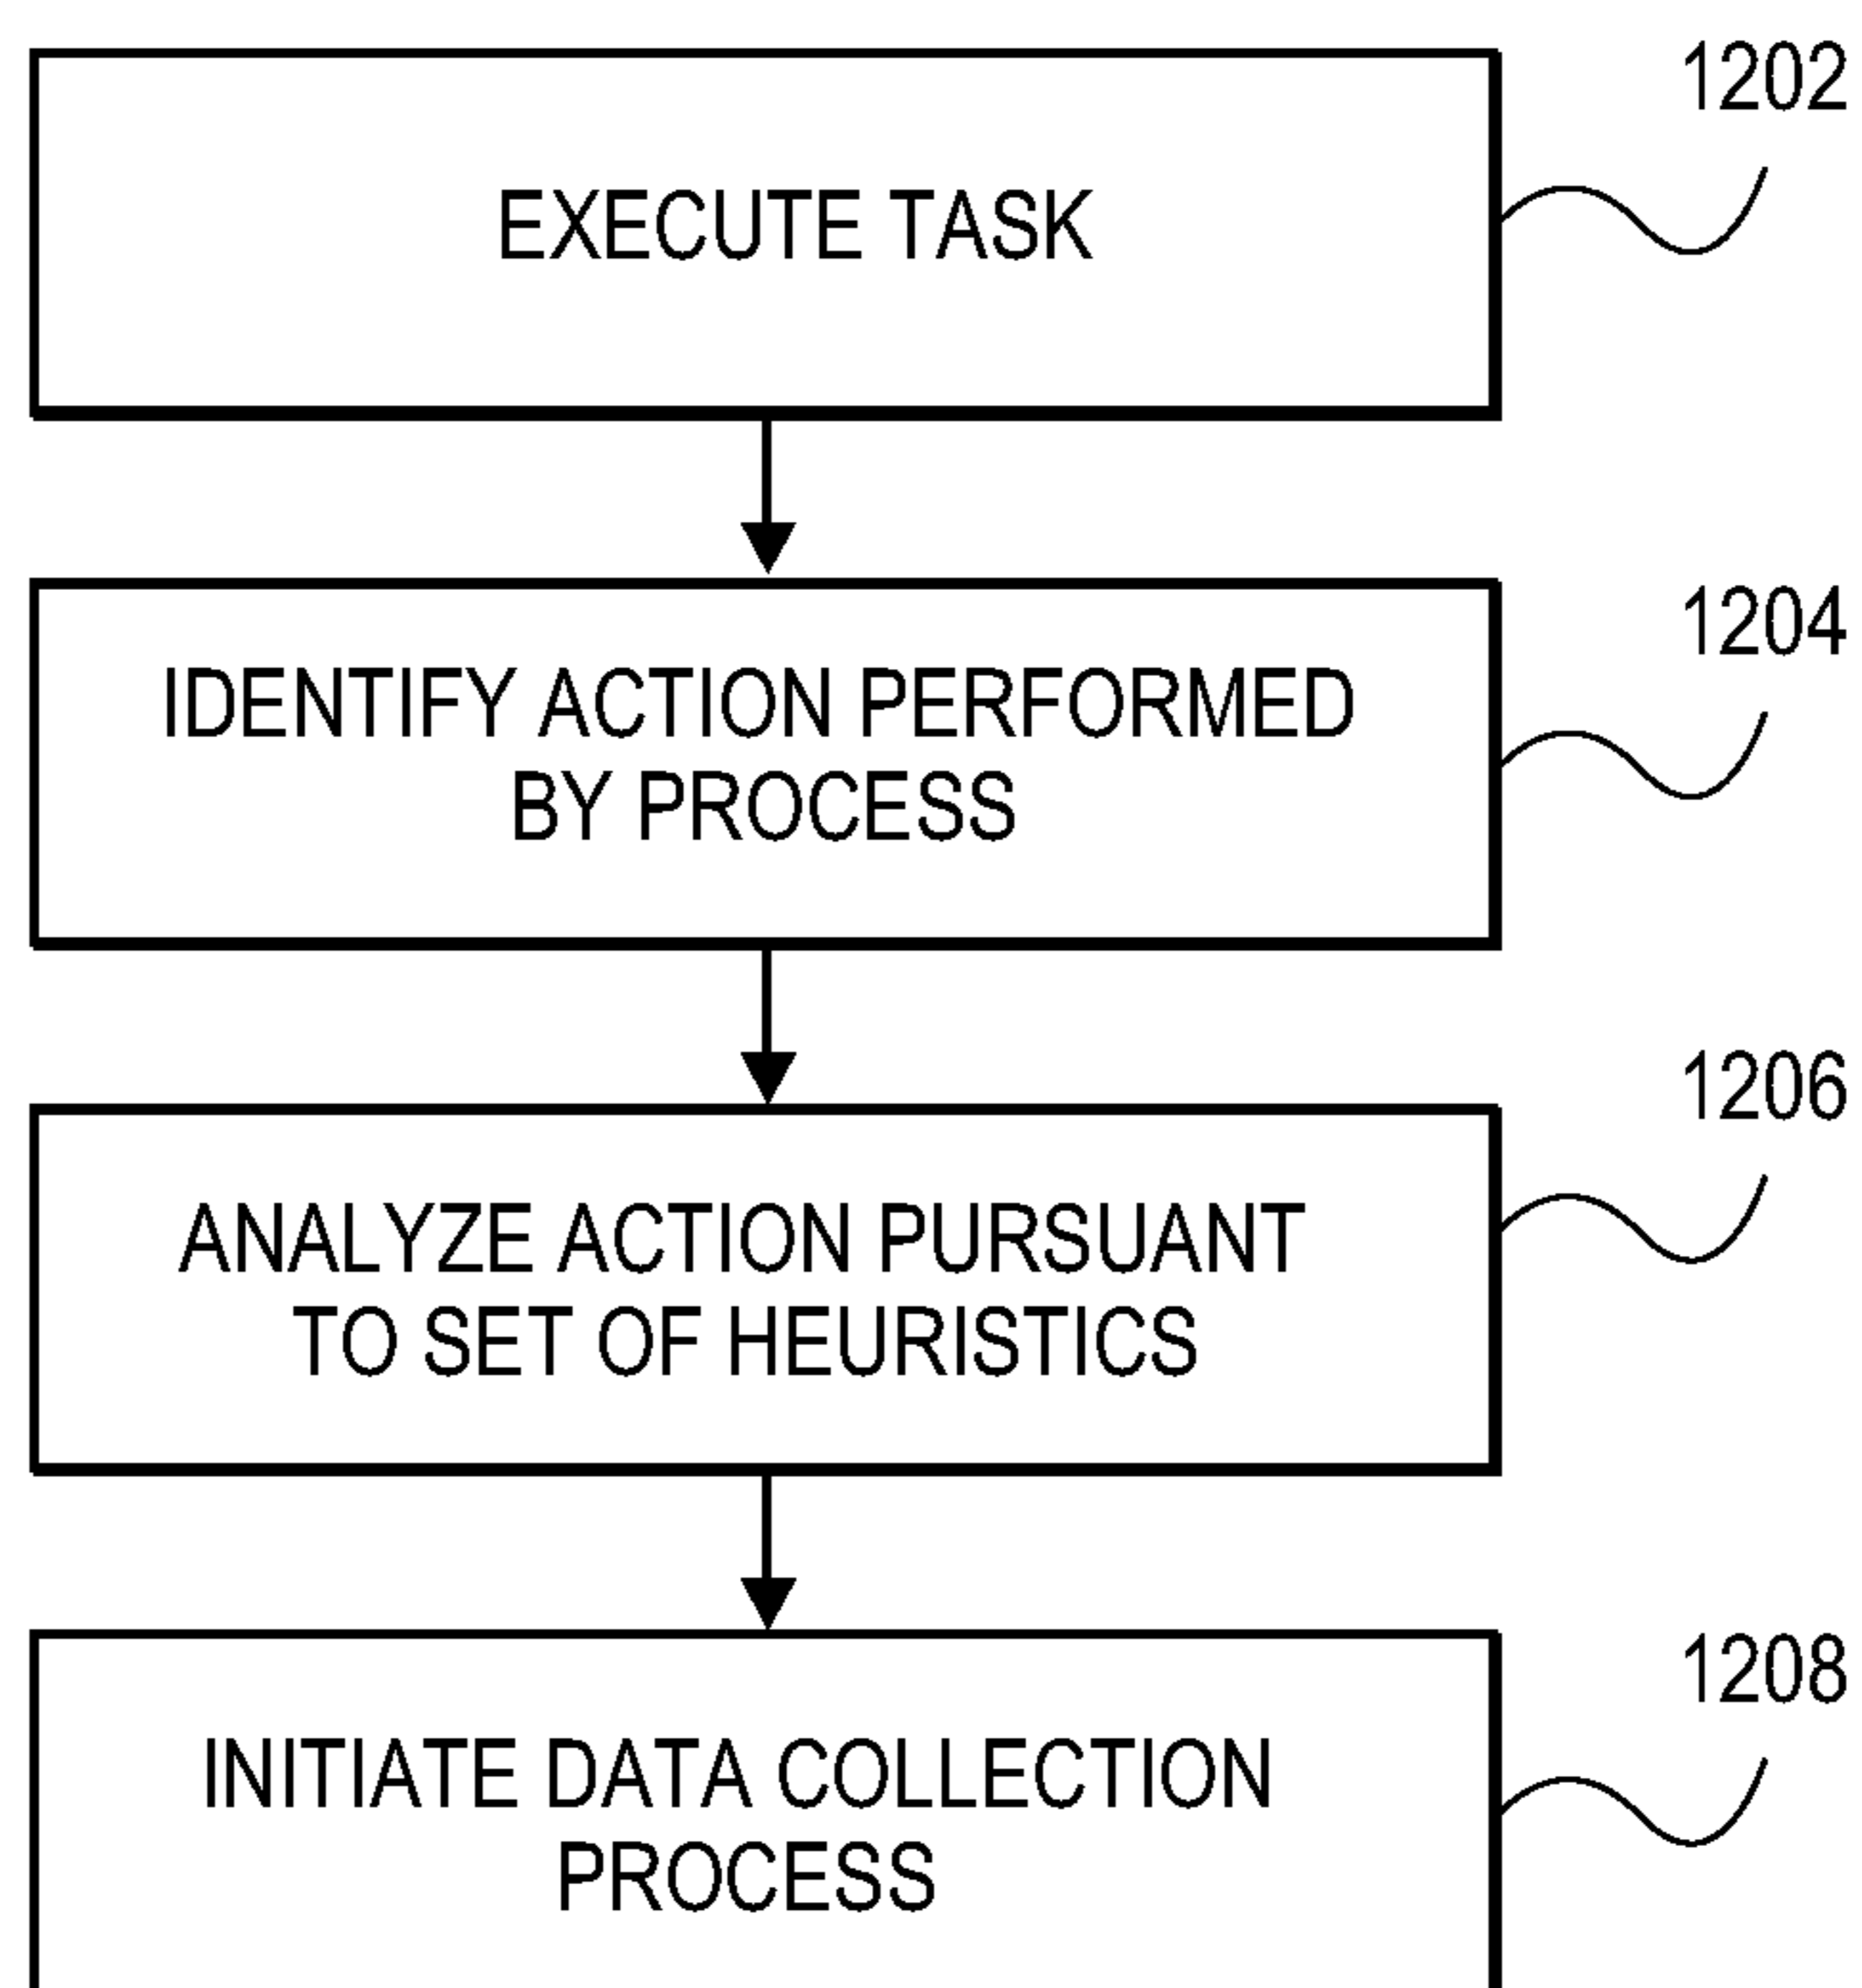 1202
EXECUTE TASK
1204
IDENTIFY ACTION PERFORMED
BY PROCESS
1206
ANALYZE ACTION PURSUANT
TO SET OF HEURISTICS
1208
INITIATE DATA COLLECTION
PROCESS